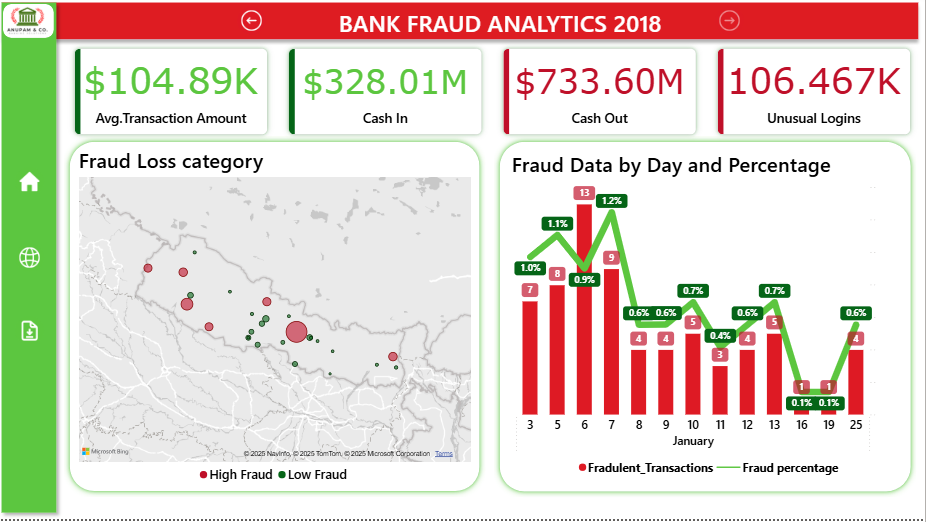 ANUPAM & CO.
BANK FRAUD ANALYTICS 2018
$104.89K
Avg.Transaction Amount
$328.01M
Cash In
$733.60M
Cash Out
106.467K
Unusual Logins
Fraud Loss category
Microsoft Bing
© 2025 NavInfo, © 2025 TomTom, © 2025 Microsoft Corporation Terms
High Fraud Low Fraud
Fraud Data by Day and Percentage
13
1.2%
1.1%
9
8
1.0%
0.9%
7
0.7% 0.7%
0.6% 0.6% 0.6% 0.6%
5 5
4 4 0.4% 4 4
3
1 1
0.1% 0.1%
3 5 6 7 8 9 10 11 12 13 16 19 25
January
Fradulent_Transactions Fraud percentage